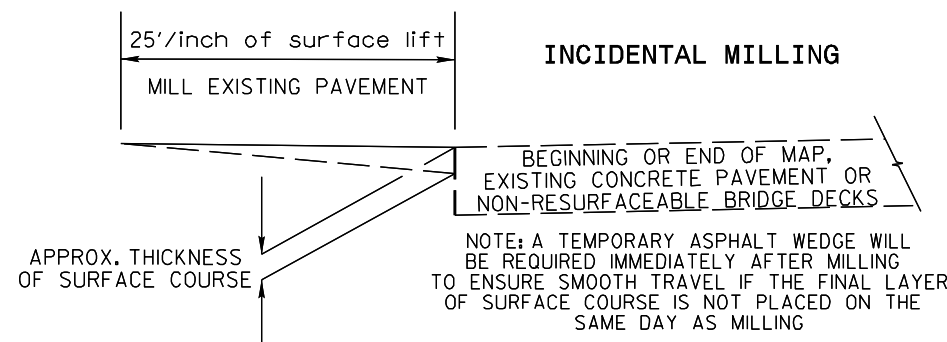 25'/inch of surface lift
INCIDENTAL MILLING
MILL EXISTING PAVEMENT
BEGINNING OR END OF MAP,
EXISTING CONCRETE PAVEMENT OR
NON-RESURFACEABLE BRIDGE DECKS
APPROX. THICKNESS
OF SURFACE COURSE
NOTE: A TEMPORARY ASPHALT WEDGE WILL
BE REQUIRED IMMEDIATELY AFTER MILLING
TO ENSURE SMOOTH TRAVEL IF THE FINAL LAYER
OF SURFACE COURSE IS NOT PLACED ON THE
SAME DAY AS MILLING